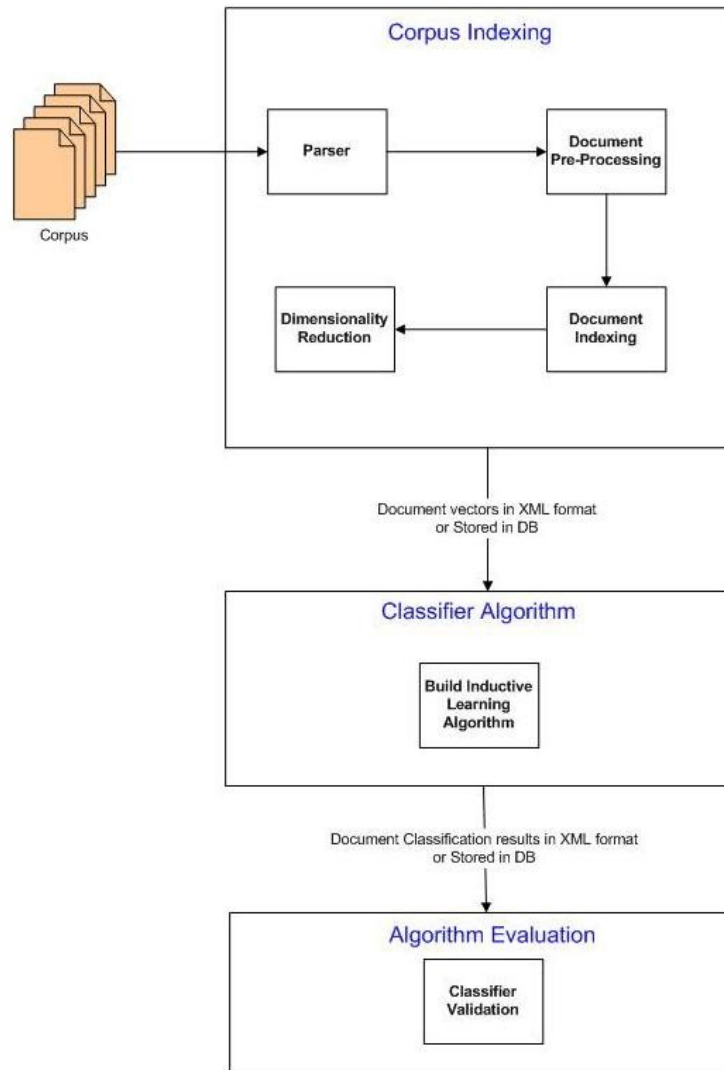 Corpus Indexing
Parser
Document
Pre-Processing
Corpus
Dimensionality
Reduction
Document
Indexing
Document vectors in XML format
or Stored in DB
Classifier Algorithm
Build Inductive
Learning
Algorithm
Document Classification results in XML format
or Stored in DB
Algorithm Evaluation
Classifier
Validation